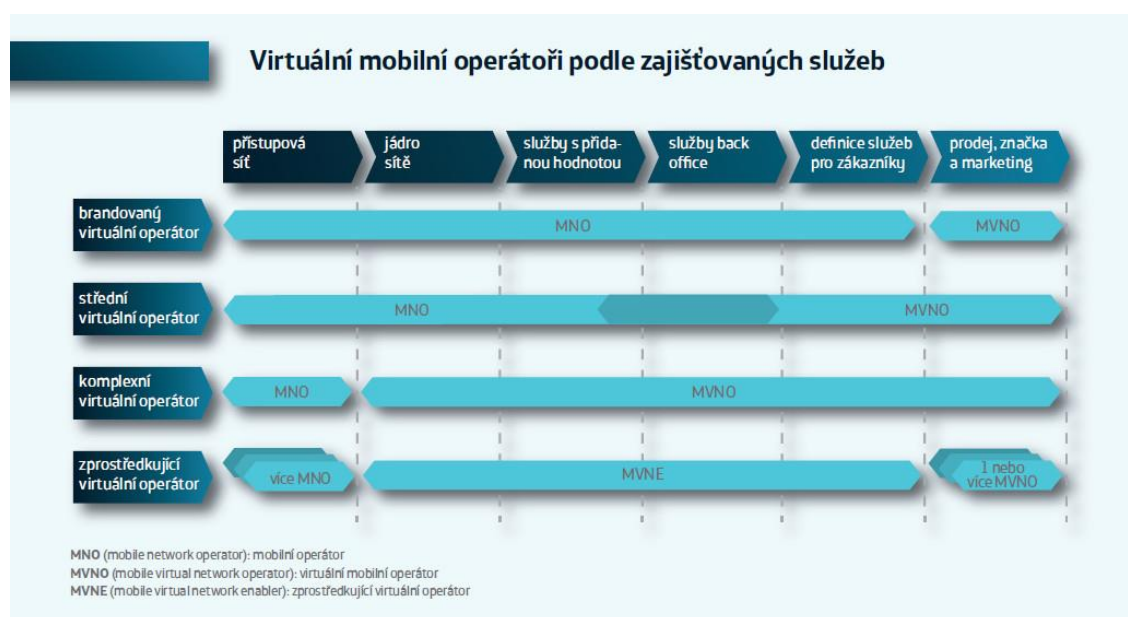 Virtuální mobilní operátoři podle zajišťovaných služeb
přístupová
síť
jádro
sítě
služby s přida-
nou hodnotou
služby back
office
definice služeb
pro zákazníky
prodej, značka
a marketing
brandovaný
virtuální operátor
MNO
MVNO
střední
virtuální operátor
MNO
MVNO
komplexní
virtuální operátor
MNO
MVNO
zprostředkující
virtuální operátor
více MNO
MVNE
1 nebo
více MVNO
MNO (mobile network operator): mobilní operátor
MVNO (mobile virtual network operator): virtuální mobilní operátor
MVNE (mobile virtual network enabler): zprostředkující virtuální operátor